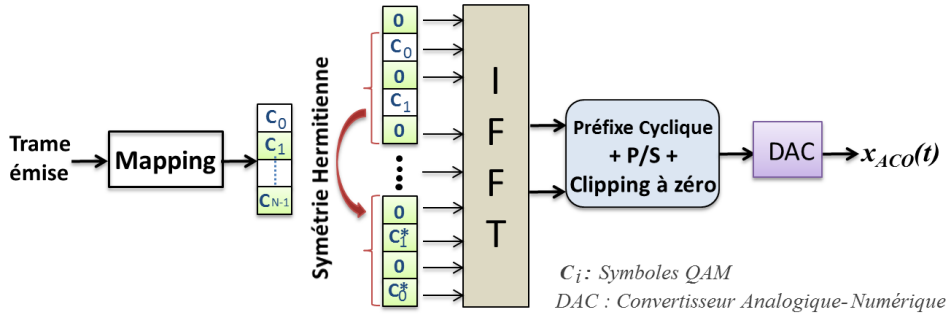 Trame
émise
Mapping
C0
C1
CN-1
Symétrie Hermitienne
0
C0
0
C1
0
0
C1*
0
C0*
I
F
F
T
Préfixe Cyclique
+ P/S +
Clipping à zéro
DAC
xACO(t)
Ci: Symboles QAM
DAC : Convertisseur Analogique-Numérique